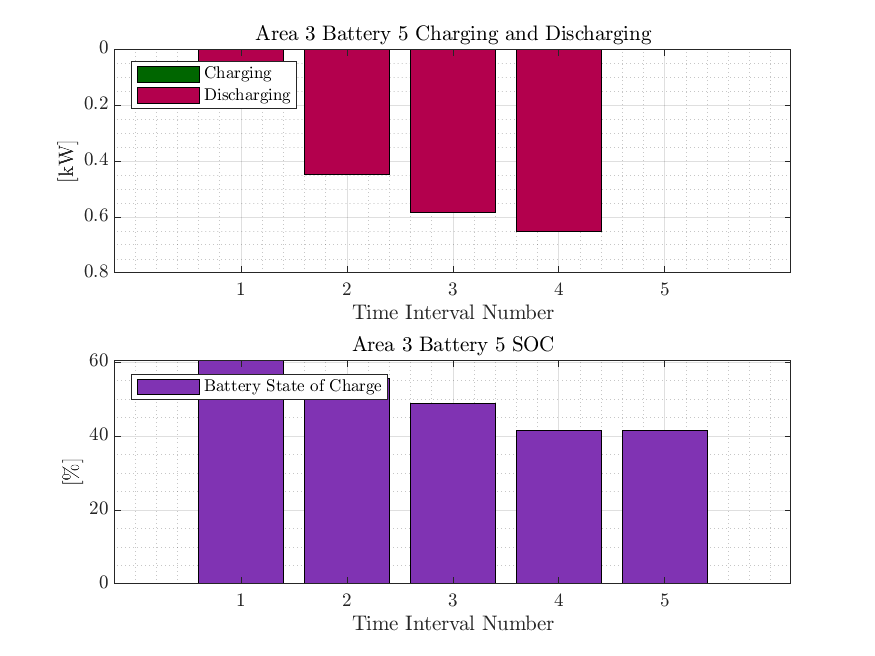 Area 3 Battery 5 Charging and Discharging
0
Charging
Discharging
0.2
0.4
0.6
0.8
[kW]
1 2 3 4 5
Time Interval Number
Area 3 Battery 5 SOC
60
Battery State of Charge
40
20
0
[%]
1 2 3 4 5
Time Interval Number